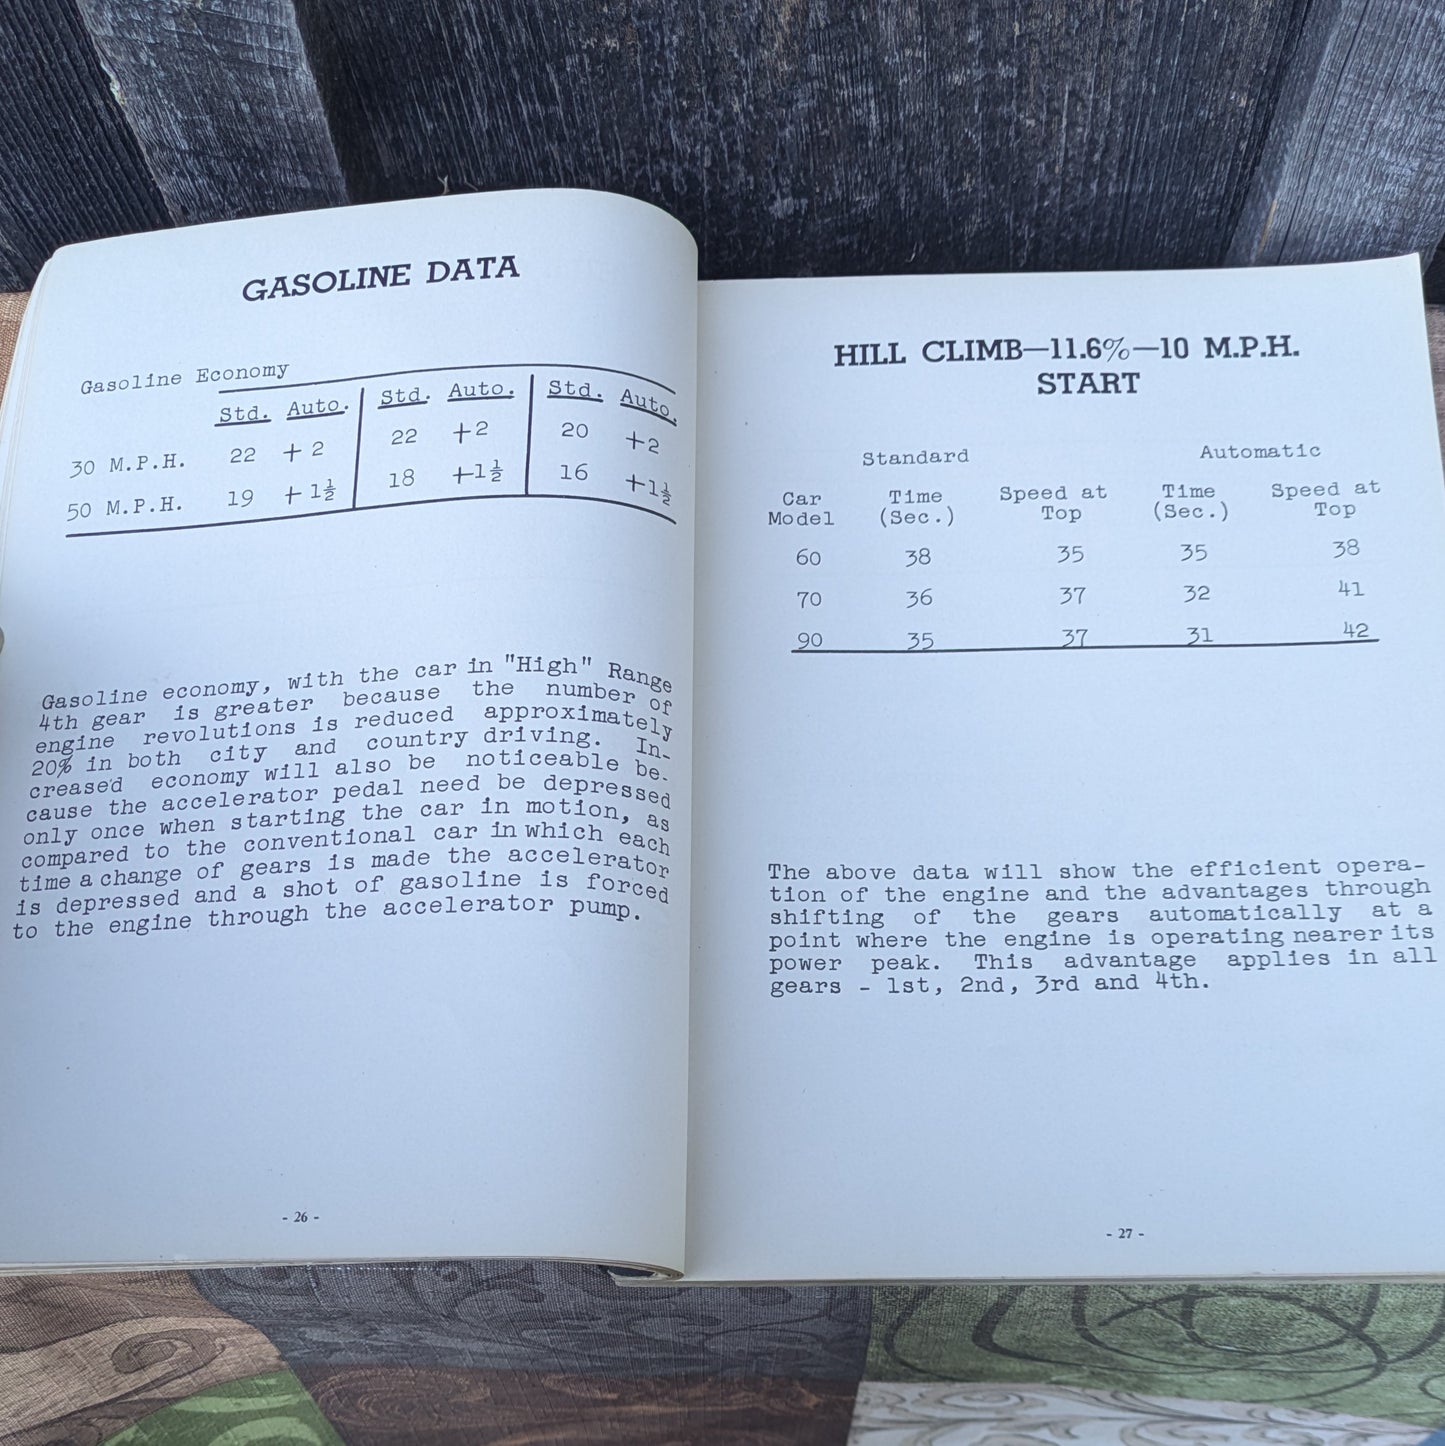 GASOLINE DATA
Gasoline Economy
Std. Auto. Std. Auto. Std. Auto.
30 M.P.H. 22 +2 22 +2 20 +2
50 M.P.H. 19 +1½ 18 +1½ 16 +1½
Gasoline economy, with the car in "High" Range
4th gear is greater because the number of
engine revolutions is reduced approximately
20% in both city and country driving. In-
creased economy will also be noticeable be-
cause the accelerator pedal need be depressed
only once when starting the car in motion, as
compared to the conventional car in which each
time a change of gears is made the accelerator
is depressed and a shot of gasoline is forced
to the engine through the accelerator pump.
- 26 -
HILL CLIMB—11.6%—10 M.P.H.
START
Standard Automatic
Car Time Speed at Time Speed at
Model (Sec.) Top (Sec.) Top
60 38 35 35 38
70 36 37 32 41
90 35 37 31 42
The above data will show the efficient opera-
tion of the engine and the advantages through
shifting of the gears automatically at a
point where the engine is operating nearer its
power peak. This advantage applies in all
gears - 1st, 2nd, 3rd and 4th.
- 27 -